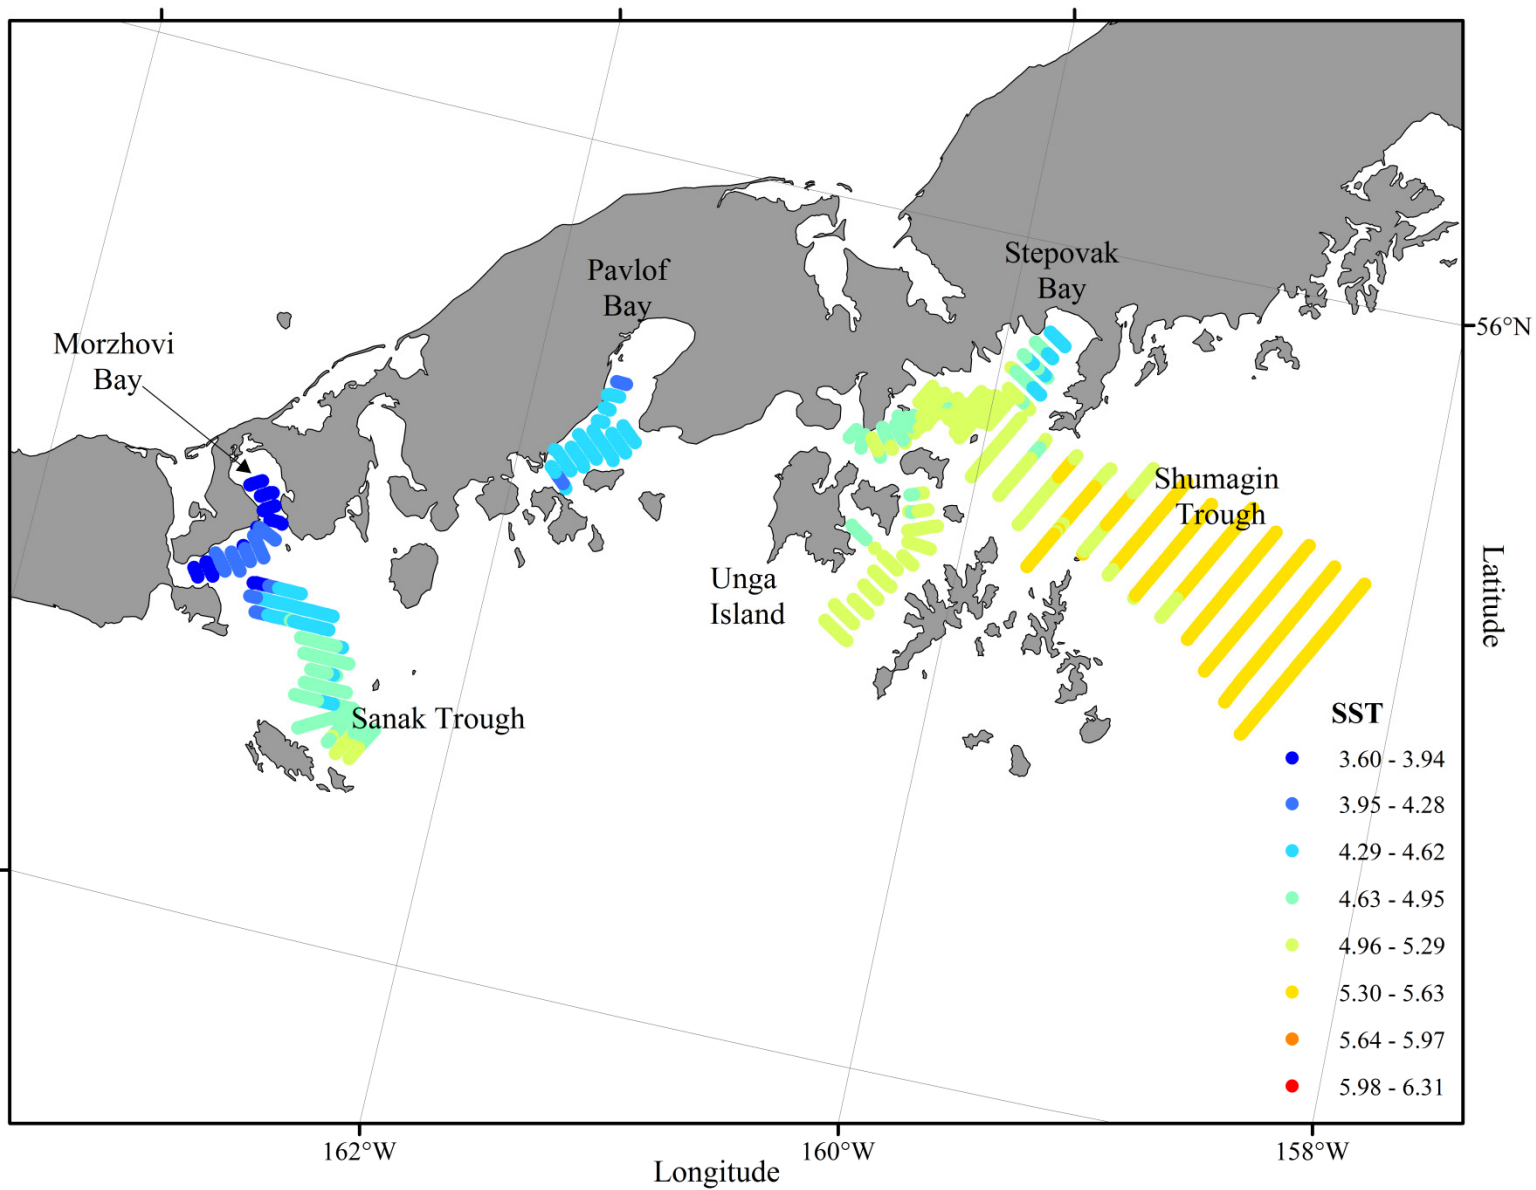 Stepovak
Bay
Pavlof
Bay
56°N
Morzhovi
Bay
Shumagin
Trough
Unga
Island
Latitude
Sanak Trough
SST
3.60 - 3.94
3.95 - 4.28
4.29 - 4.62
4.63 - 4.95
4.96 - 5.29
5.30 - 5.63
5.64 - 5.97
5.98 - 6.31
162°W
160°W
158°W
Longitude